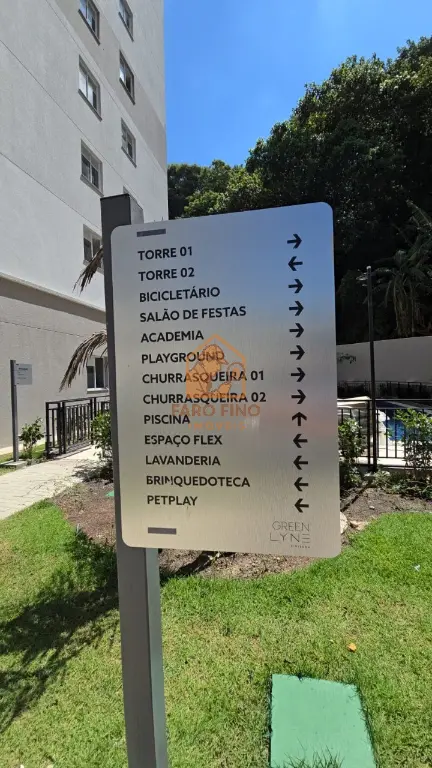 TORRE 01 →
TORRE 02 ←
BICICLETÁRIO →
SALÃO DE FESTAS →
ACADEMIA →
PLAYGROUND →
CHURRASQUEIRA 01 →
CHURRASQUEIRA 02 →
PISCINA ↑
ESPAÇO FLEX ←
LAVANDERIA ←
BRINQUEDOTECA ←
PETPLAY ←
GREEN
LYNE
FARO FINO